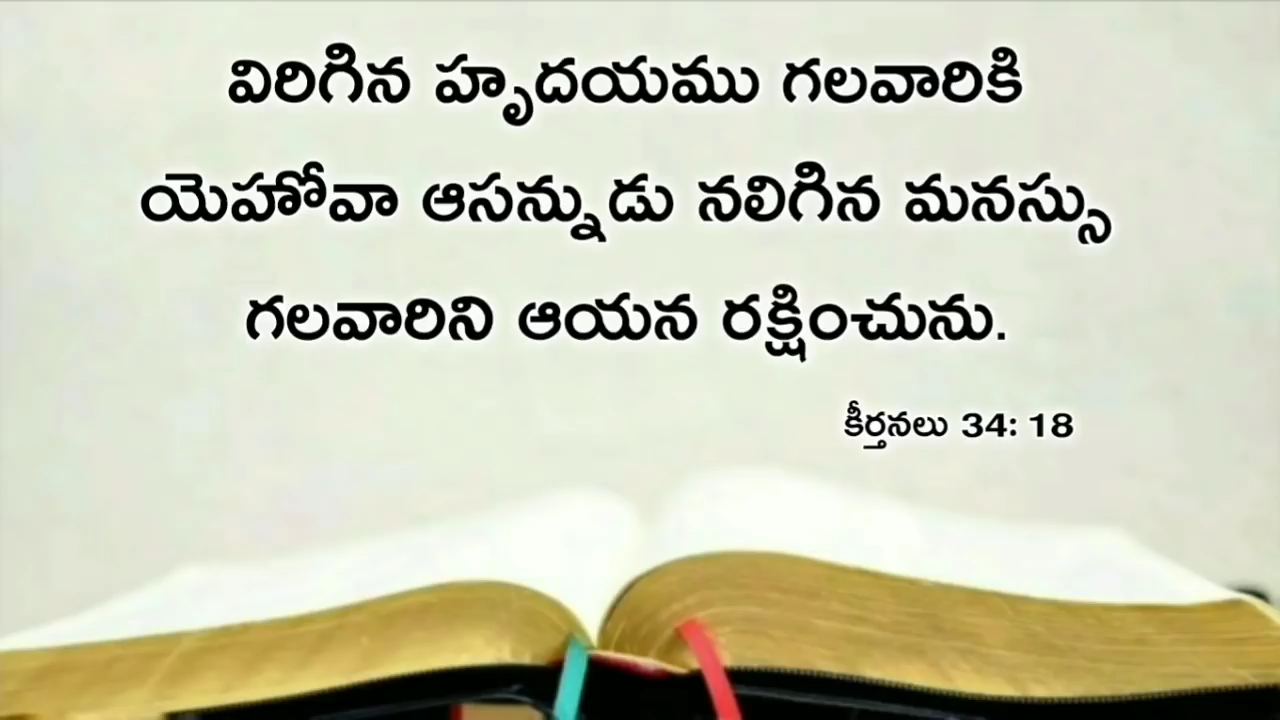 విరిగిన హృదయము గలవారికి
యెహోవా ఆసన్నుడు నలిగిన మనస్సు
గలవారిని ఆయన రక్షించును.
కీర్తనలు 34: 18